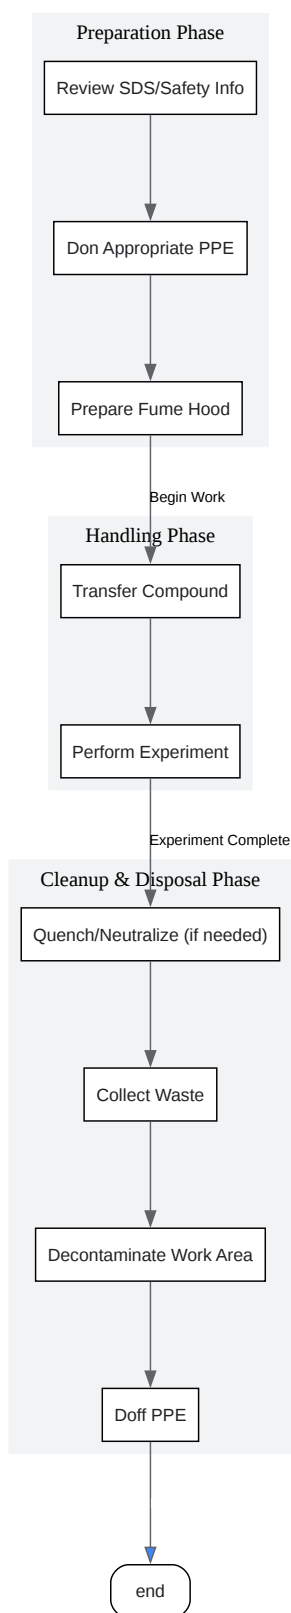 Preparation Phase
Review SDS/Safety Info
Don Appropriate PPE
Prepare Fume Hood
Begin Work
Handling Phase
Transfer Compound
Perform Experiment
Experiment Complete
Cleanup & Disposal Phase
Quench/Neutralize (if needed)
Collect Waste
Decontaminate Work Area
Doff PPE
end